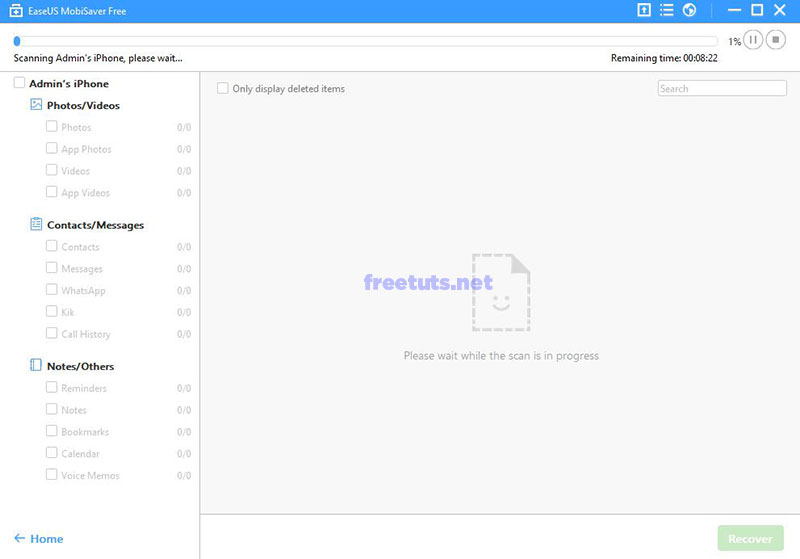 EaseUS MobiSaver Free
1%
Scanning Admin's iPhone, please wait...
Remaining time: 00:08:22
Admin's iPhone
Photos/Videos
Photos 0/0
App Photos 0/0
Videos 0/0
App Videos 0/0
Contacts/Messages
Contacts 0/0
Messages 0/0
WhatsApp 0/0
Kik 0/0
Call History 0/0
Notes/Others
Reminders 0/0
Notes 0/0
Bookmarks 0/0
Calendar 0/0
Voice Memos 0/0
Home
Only display deleted items
Search
freetuts.net
Please wait while the scan is in progress
Recover